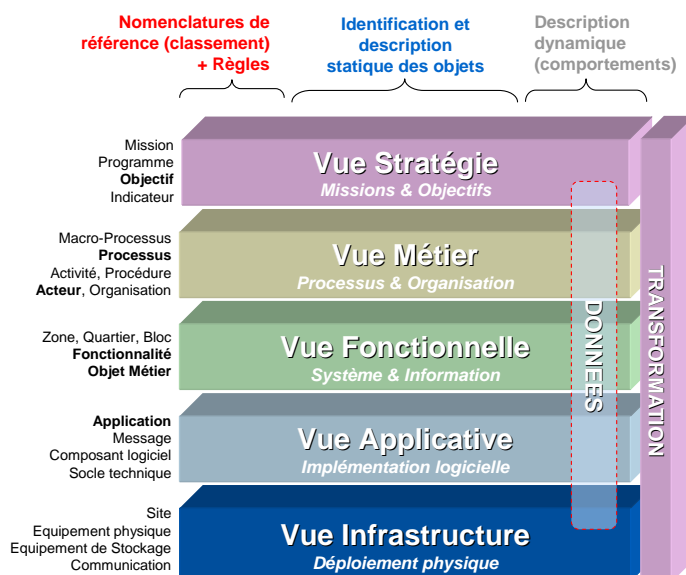 Nomenclatures de
référence (classement)
+ Règles
Identification et
description
statique des objets
Description
dynamique
(comportements)
Mission
Programme
Objectif
Indicateur
Vue Stratégie
Missions & Objectifs
Macro-Processus
Processus
Activité, Procédure
Acteur, Organisation
Vue Métier
Processus & Organisation
Zone, Quartier, Bloc
Fonctionnalité
Objet Métier
Vue Fonctionnelle
Système & Information
Application
Message
Composant logiciel
Socle technique
Vue Applicative
Implémentation logicielle
Site
Equipement physique
Equipement de Stockage
Communication
Vue Infrastructure
Déploiement physique
DONNEES
TRANSFORMATION